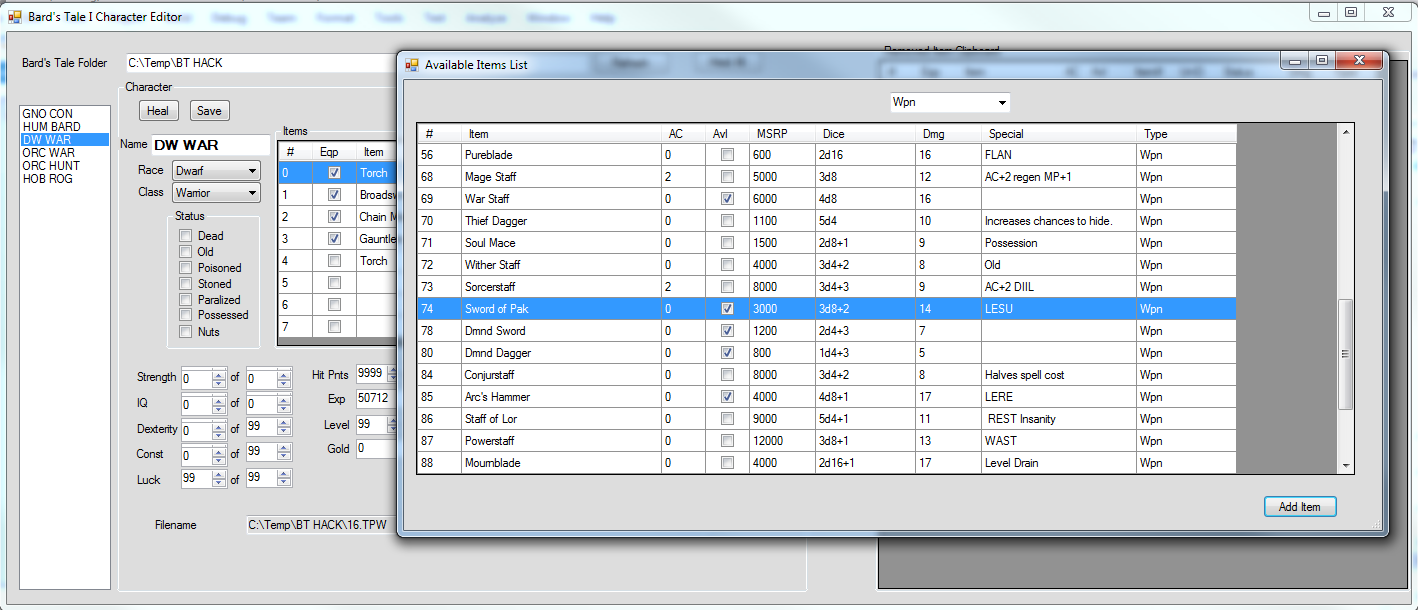 Bard's Tale I Character Editor
Bard's Tale Folder C:\Temp\BT HACK
GNO CON
HUM BARD
DW WAR
ORC WAR
ORC HUNT
HOB ROG
Character
Heal Save
Name DW WAR
Race Dwarf
Class Warrior
Status
Dead
Old
Poisoned
Stoned
Paralized
Possessed
Nuts
Items
# Eqp Item
0 Torch
1 Broadsw
2 Chain M
3 Gauntle
4 Torch
5
6
7
Strength 0 of 0
IQ 0 of 0
Dexterity 0 of 99
Const 0 of 99
Luck 99 of 99
Hit Pnts 9999
Exp 50712
Level 99
Gold 0
Filename C:\Temp\BT HACK\16.TPW
Available Items List
Wpn
# Item AC Avl MSRP Dice Dmg Special Type
56 Pureblade 0 600 2d16 16 FLAN Wpn
68 Mage Staff 2 5000 3d8 12 AC+2 regen MP+1 Wpn
69 War Staff 0 6000 4d8 16 Wpn
70 Thief Dagger 0 1100 5d4 10 Increases chances to hide. Wpn
71 Soul Mace 0 1500 2d8+1 9 Possession Wpn
72 Wither Staff 0 4000 3d4+2 8 Old Wpn
73 Sorcerstaff 2 8000 3d4+3 9 AC+2 DIIL Wpn
74 Sword of Pak 0 3000 3d8+2 14 LESU Wpn
78 Dmnd Sword 0 1200 2d4+3 7 Wpn
80 Dmnd Dagger 0 800 1d4+3 5 Wpn
84 Conjurstaff 0 8000 3d4+2 8 Halves spell cost Wpn
85 Arc's Hammer 0 4000 4d8+1 17 LERE Wpn
86 Staff of Lor 0 9000 5d4+1 11 REST Insanity Wpn
87 Powerstaff 0 12000 3d8+1 13 WAST Wpn
88 Mournblade 0 4000 2d16+1 17 Level Drain Wpn
Add Item